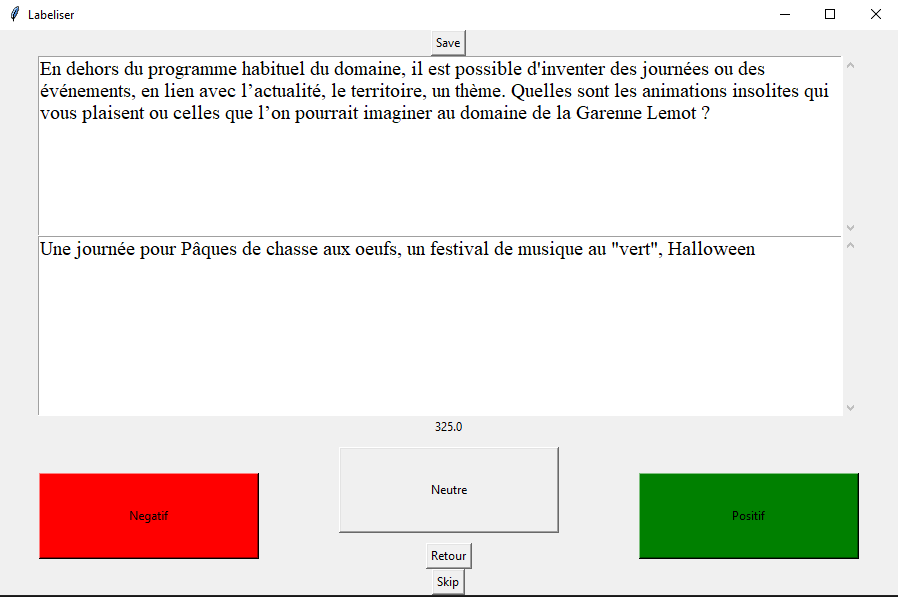 Labeliser
Save
En dehors du programme habituel du domaine, il est possible d'inventer des journées ou des
événements, en lien avec l’actualité, le territoire, un thème. Quelles sont les animations insolites qui
vous plaisent ou celles que l’on pourrait imaginer au domaine de la Garenne Lemot ?
Une journée pour Pâques de chasse aux oeufs, un festival de musique au "vert", Halloween
325.0
Neutre
Negatif
Positif
Retour
Skip